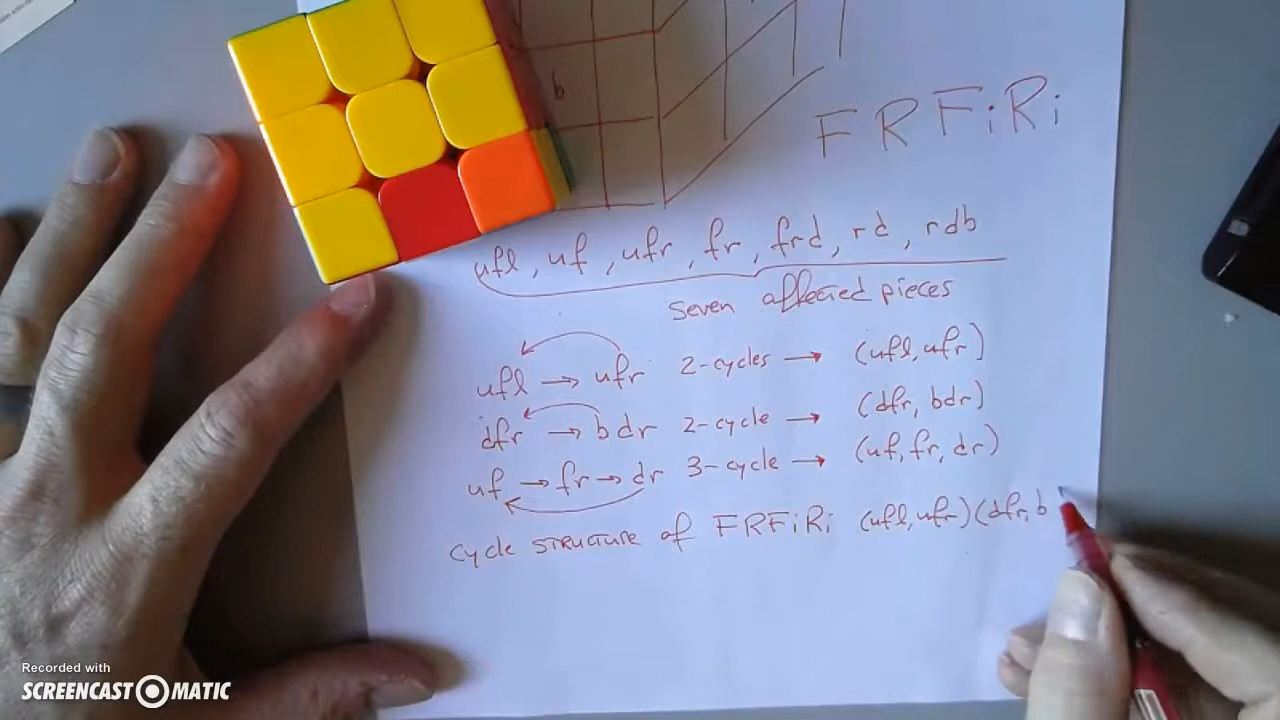 b
F R Fi Ri
ufl, uf, ufr, fr, frd, rd, rdb
seven affected pieces
ufl → ufr 2-cycles → (ufl, ufr)
dfr → bdr 2-cycle → (dfr, bdr)
uf → fr → dr 3-cycle → (uf, fr, dr)
cycle structure of FRFiRi (ufl, ufr)(dfr, b
Recorded with
SCREENCAST-O-MATIC